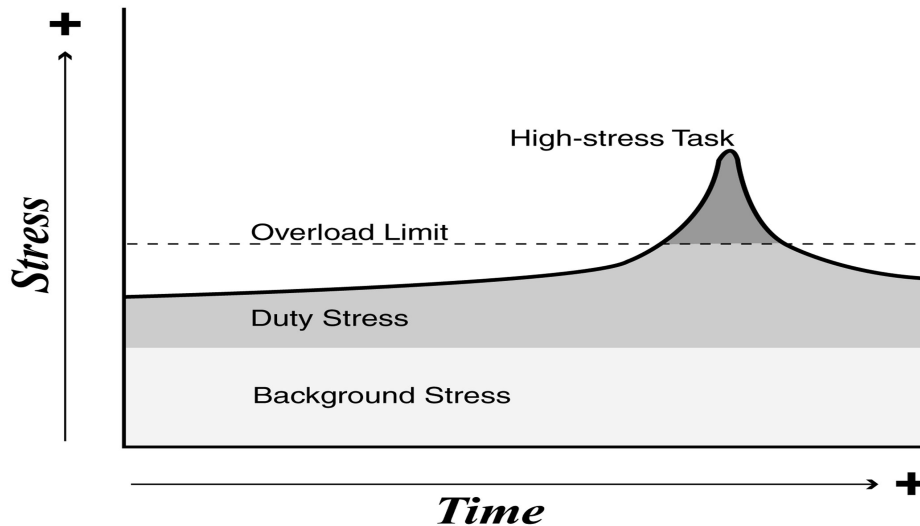 +
High-stress Task
Overload Limit
Stress
Duty Stress
Background Stress
+
Time